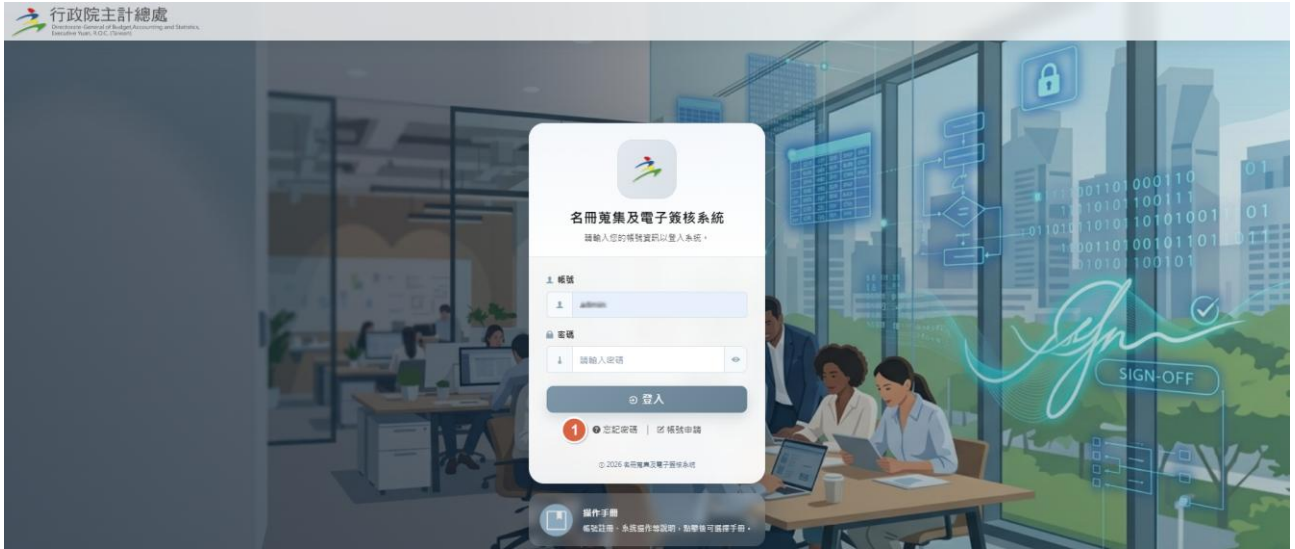 行政院主計總處
Directorate-General of Budget, Accounting and Statistics,
Executive Yuan, R.O.C. (Taiwan)
名冊蒐集及電子簽核系統
請輸入您的帳號資訊以登入系統。
帳號
admin
密碼
請輸入密碼
登入
1
忘記密碼 | 帳號申請
© 2026 名冊蒐集及電子簽核系統
操作手冊
帳號註冊、系統操作等說明，點擊後可選擇手冊。
SIGN-OFF